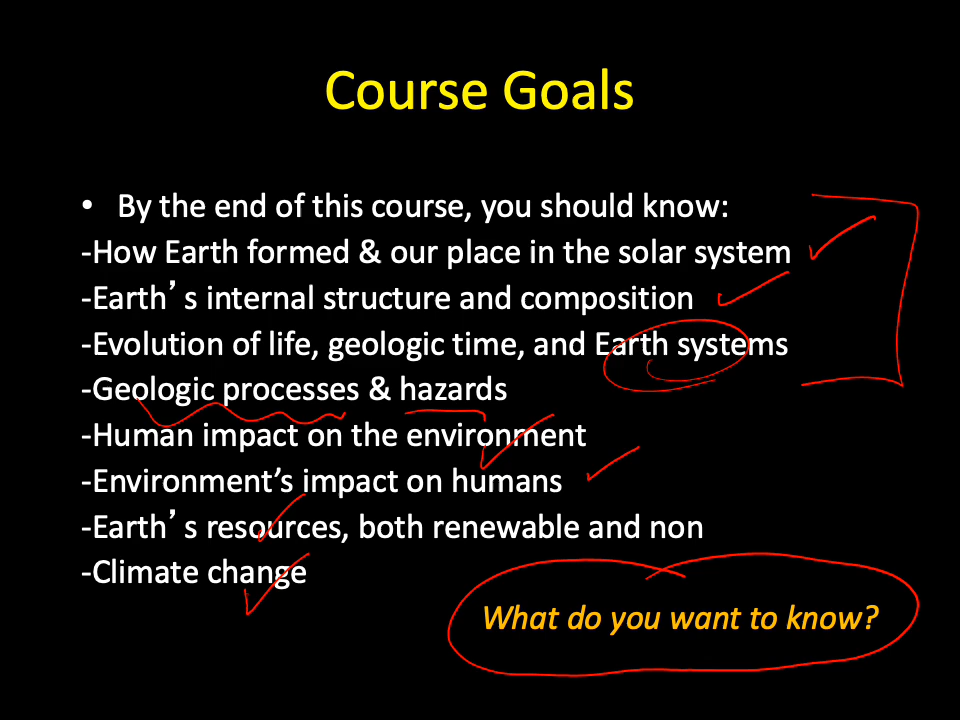 Course Goals
• By the end of this course, you should know:
-How Earth formed & our place in the solar system
-Earth’s internal structure and composition
-Evolution of life, geologic time, and Earth systems
-Geologic processes & hazards
-Human impact on the environment
-Environment’s impact on humans
-Earth’s resources, both renewable and non
-Climate change
What do you want to know?